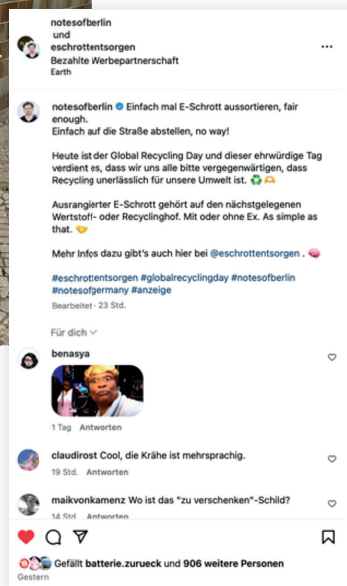 notesofberlin
und
eschrottentsorgen
Bezahlte Werbepartnerschaft
Earth
notesofberlin Einfach mal E-Schrott aussortieren, fair
enough.
Einfach auf die Straße abstellen, no way!
Heute ist der Global Recycling Day und dieser ehrwürdige Tag
verdient es, dass wir uns alle bitte vergegenwärtigen, dass
Recycling unerlässlich für unsere Umwelt ist. ♻️🫶
Ausrangierter E-Schrott gehört auf den nächstgelegenen
Wertstoff- oder Recyclinghof. Mit oder ohne Ex. As simple as
that. 🤝
Mehr Infos dazu gibt's auch hier bei @eschrottentsorgen . 🧠
#eschrottentsorgen #globalrecyclingday #notesofberlin
#notesofgermany #anzeige
Bearbeitet · 23 Std.
Für dich
benasya
1 Tag Antworten
claudirost Cool, die Krähe ist mehrsprachig.
19 Std. Antworten
maikvonkamenz Wo ist das "zu verschenken"-Schild?
14 Std. Antworten
Gefällt batterie.zurueck und 906 weitere Personen
Gestern